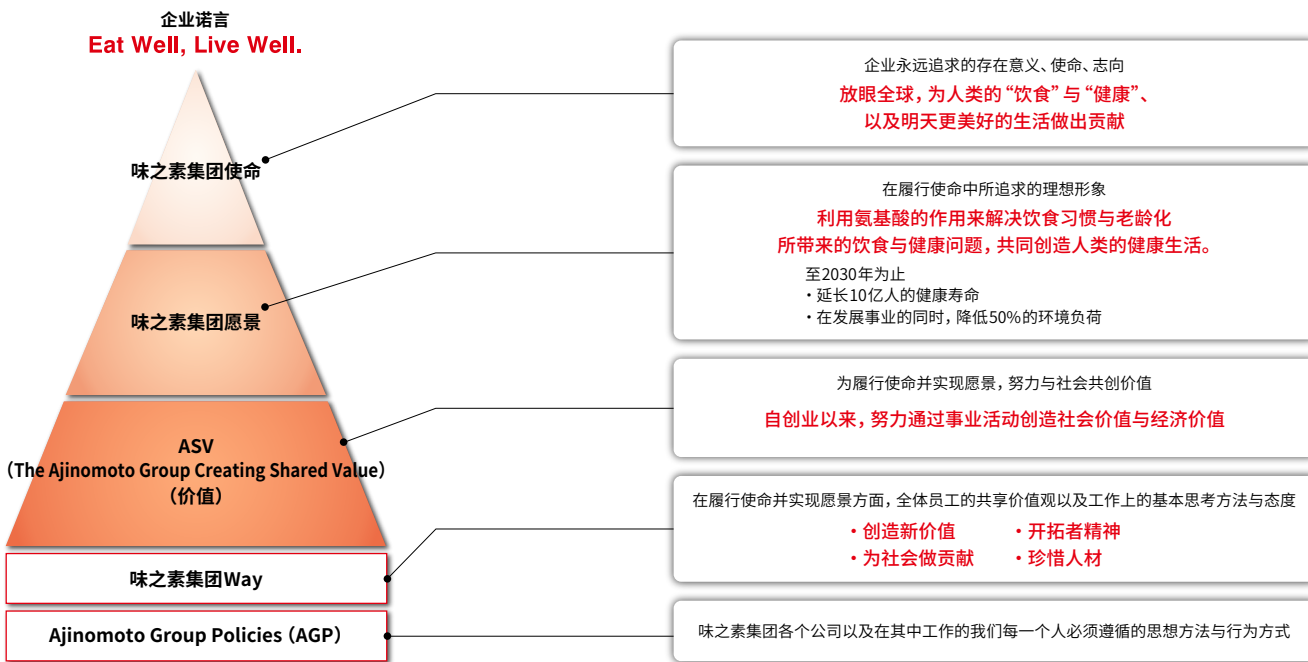 企业诺言
Eat Well, Live Well.
味之素集团使命
企业永远追求的存在意义、使命、志向
放眼全球，为人类的“饮食”与“健康”、
以及明天更美好的生活做出贡献
味之素集团愿景
在履行使命中所追求的理想形象
利用氨基酸的作用来解决饮食习惯与老龄化
所带来的饮食与健康问题，共同创造人类的健康生活。
至2030年为止
・延长10亿人的健康寿命
・在发展事业的同时，降低50%的环境负荷
ASV
（The Ajinomoto Group Creating Shared Value）
（价值）
为履行使命并实现愿景，努力与社会共创价值
自创业以来，努力通过事业活动创造社会价值与经济价值
味之素集团Way
在履行使命并实现愿景方面，全体员工的共享价值观以及工作上的基本思考方法与态度
・创造新价值 ・开拓者精神
・为社会做贡献 ・珍惜人材
Ajinomoto Group Policies（AGP）
味之素集团各个公司以及在其中工作的我们每一个人必须遵循的思想方法与行为方式